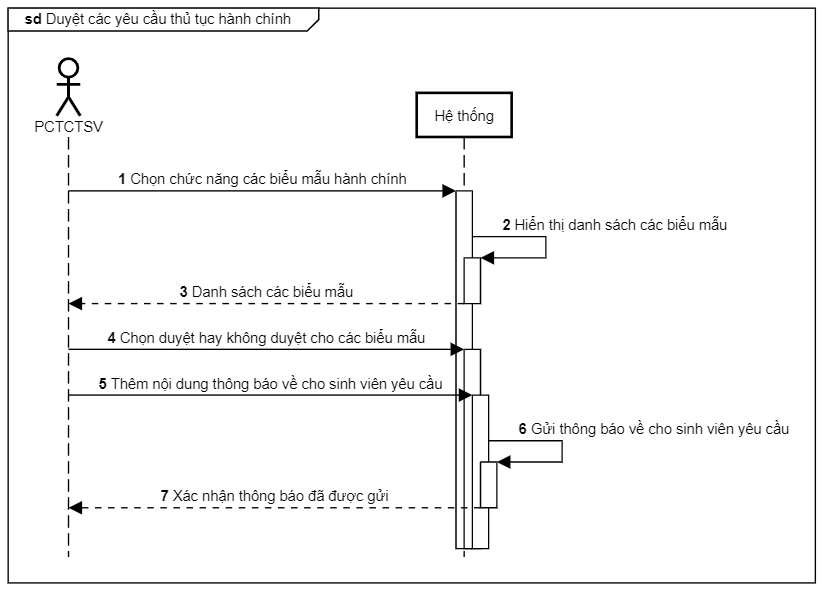 sd Duyệt các yêu cầu thủ tục hành chính
PCTCTSV
Hệ thống
1 Chọn chức năng các biểu mẫu hành chính
2 Hiển thị danh sách các biểu mẫu
3 Danh sách các biểu mẫu
4 Chọn duyệt hay không duyệt cho các biểu mẫu
5 Thêm nội dung thông báo về cho sinh viên yêu cầu
6 Gửi thông báo về cho sinh viên yêu cầu
7 Xác nhận thông báo đã được gửi